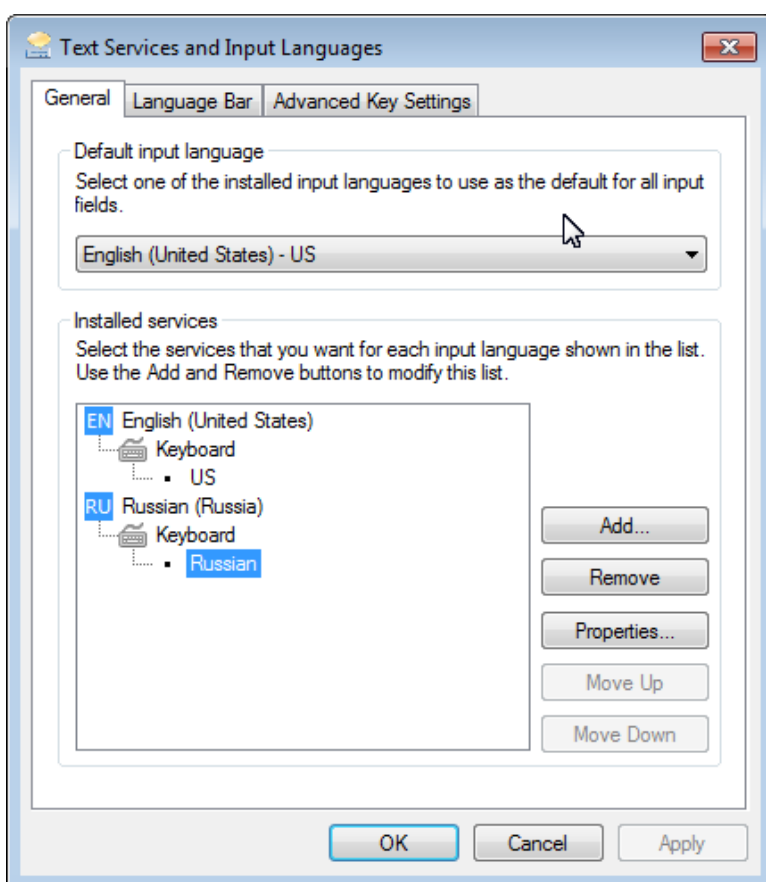 Text Services and Input Languages
General
Language Bar
Advanced Key Settings
Default input language
Select one of the installed input languages to use as the default for all input
fields.
English (United States) - US
Installed services
Select the services that you want for each input language shown in the list.
Use the Add and Remove buttons to modify this list.
EN English (United States)
Keyboard
US
RU Russian (Russia)
Keyboard
Russian
Add...
Remove
Properties...
Move Up
Move Down
OK
Cancel
Apply